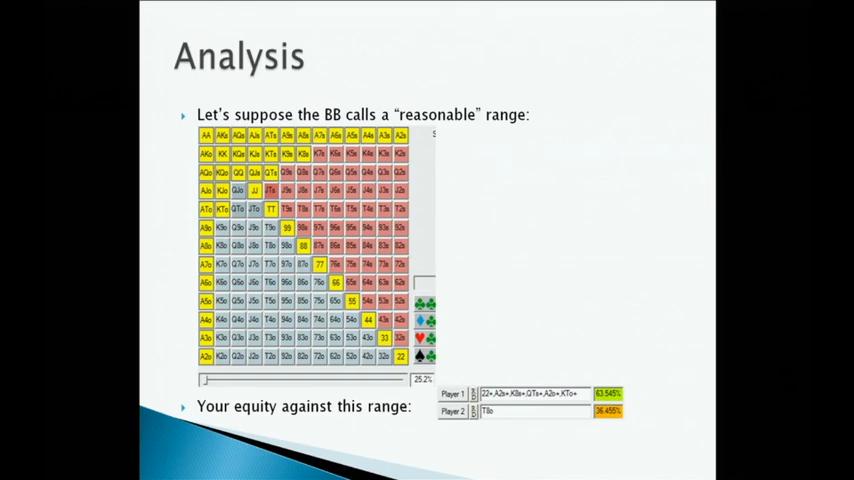 Analysis
Let's suppose the BB calls a "reasonable" range:
AA AKs AQs AJs ATs A9s A8s A7s A6s A5s A4s A3s A2s
AKo KK KQs KJs KTs K9s K8s K7s K6s K5s K4s K3s K2s
AQo KQo QQ QJs QTs Q9s Q8s Q7s Q6s Q5s Q4s Q3s Q2s
AJo KJo QJo JJ JTs J9s J8s J7s J6s J5s J4s J3s J2s
ATo KTo QTo JTo TT T9s T8s T7s T6s T5s T4s T3s T2s
A9o K9o Q9o J9o T9o 99 98s 97s 96s 95s 94s 93s 92s
A8o K8o Q8o J8o T8o 98o 88 87s 86s 85s 84s 83s 82s
A7o K7o Q7o J7o T7o 97o 87o 77 76s 75s 74s 73s 72s
A6o K6o Q6o J6o T6o 96o 86o 76o 66 65s 64s 63s 62s
A5o K5o Q5o J5o T5o 95o 85o 75o 65o 55 54s 53s 52s
A4o K4o Q4o J4o T4o 94o 84o 74o 64o 54o 44 43s 42s
A3o K3o Q3o J3o T3o 93o 83o 73o 63o 53o 43o 33 32s
A2o K2o Q2o J2o T2o 92o 82o 72o 62o 52o 42o 32o 22
25.2%
Your equity against this range:
Player 1 22+,A2s+,K8s+,QTs+,A2o+,KTo+ 63.545%
Player 2 T8o 36.455%